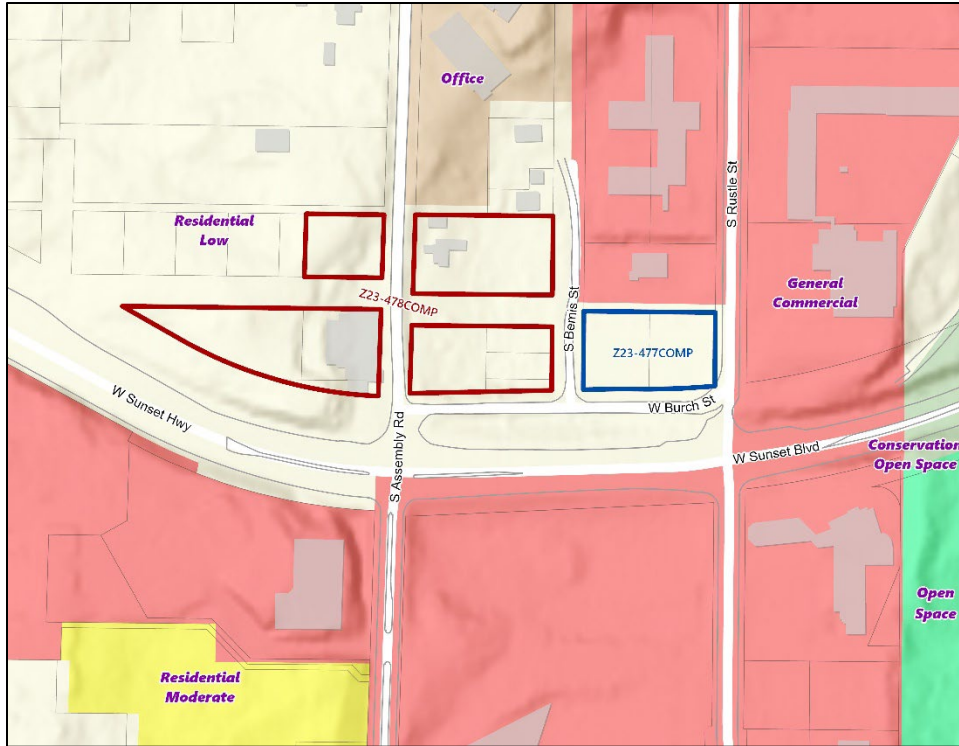 Office
S Rustle St
Residential
Low
Z23-478COMP
General
Commercial
S Bemis St
Z23-477COMP
W Burch St
W Sunset Hwy
S Assembly Rd
W Sunset Blvd
Conservation
Open Space
Open
Space
Residential
Moderate